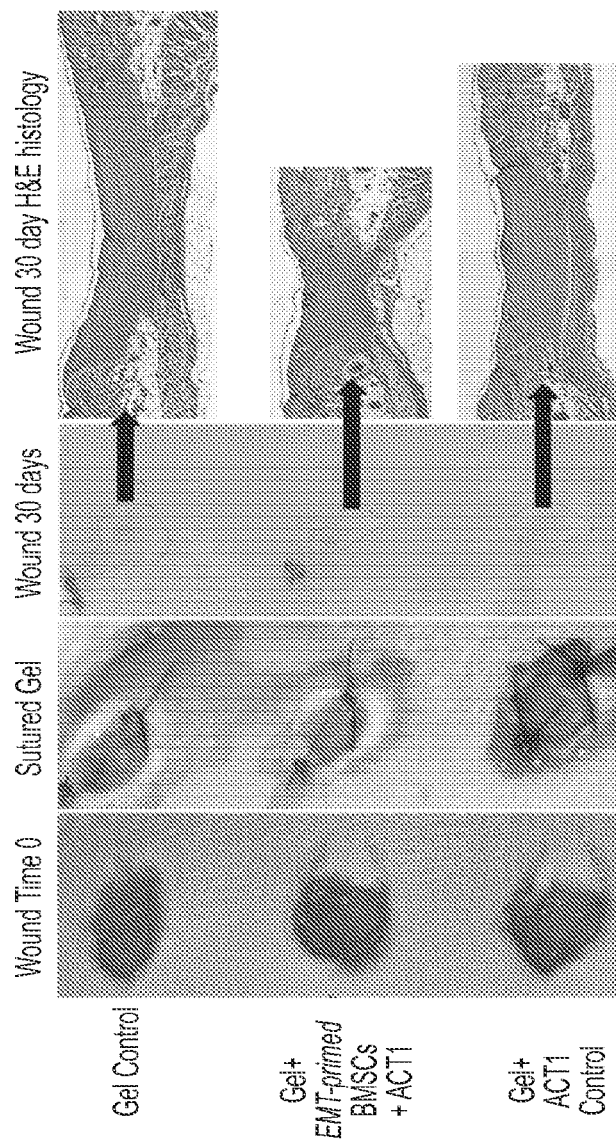 Wound Time 0
Sutured Gel
Wound 30 days
Wound 30 day H&E histology
Gel Control
Gel+
EMT-primed
BMSCs
+ ACT1
Gel+
ACT1
Control